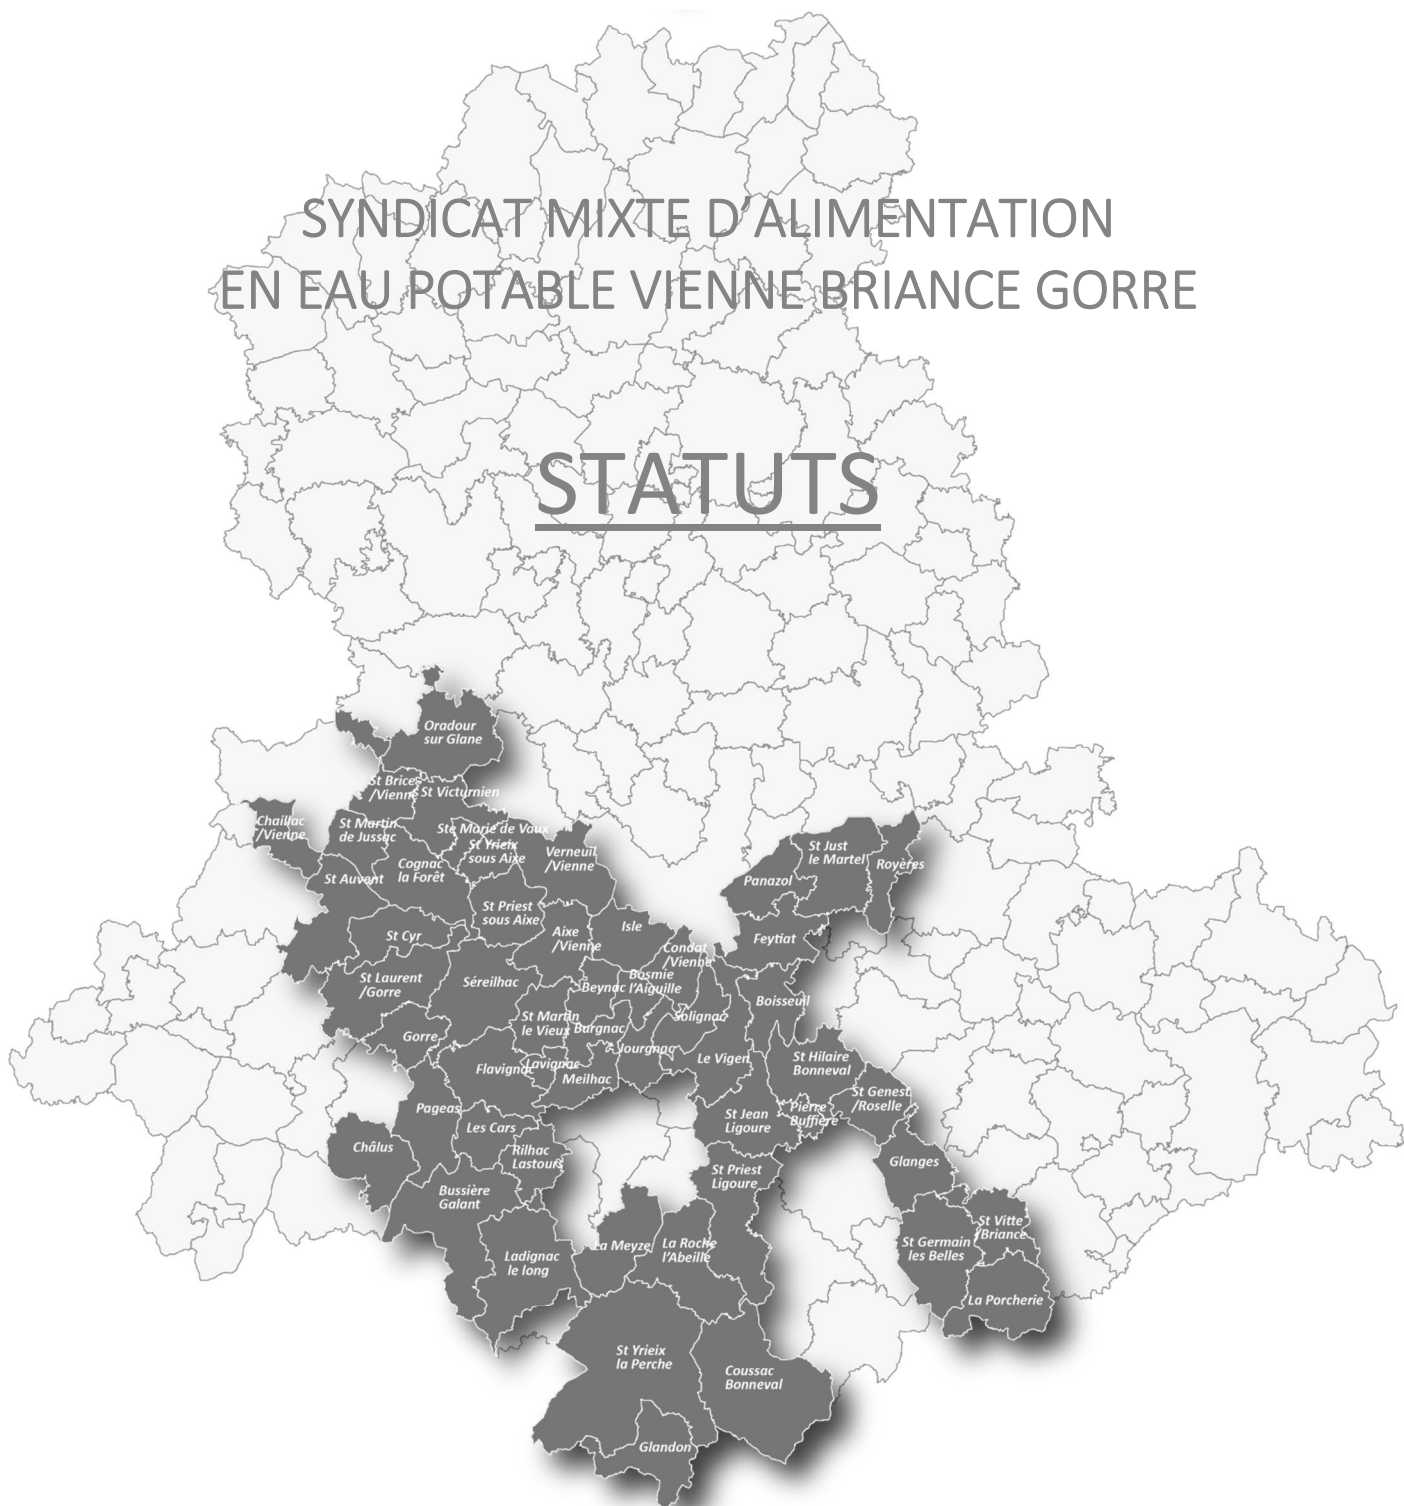 SYNDICAT MIXTE D'ALIMENTATION
EN EAU POTABLE VIENNE BRIANCE GORRE
STATUTS
Oradour
sur Glane
St Brice
/Vienne
St Victurnien
Chaillac
/Vienne
St Martin
de Jussac
Ste Marie de Vaux
St Yrieix
sous Aixe
Verneuil
/Vienne
Cognac
la Forêt
St Auvent
St Just
le Martel
Royères
Panazol
St Priest
sous Aixe
Isle
Aixe
/Vienne
St Cyr
Feytiat
Condat
/Vienne
Bosmie
l'Aiguille
Beynac
St Laurent
/Gorre
Séreilhac
Boisseuil
St Martin
le Vieux
Burgnac
Solignac
Gorre
Jourgnac
Le Vigen
St Hilaire
Bonneval
Flavignac
Lavignac
Meilhac
St Genest
/Roselle
Pageas
Les Cars
St Jean
Ligoure
Pierre
Buffière
Châlus
Rilhac
Lastours
Glanges
St Priest
Ligoure
Bussière
Galant
St Vitte
/Briance
St Germain
les Belles
La Meyze
La Roche
l'Abeille
Ladignac
le long
La Porcherie
St Yrieix
la Perche
Coussac
Bonneval
Glandon